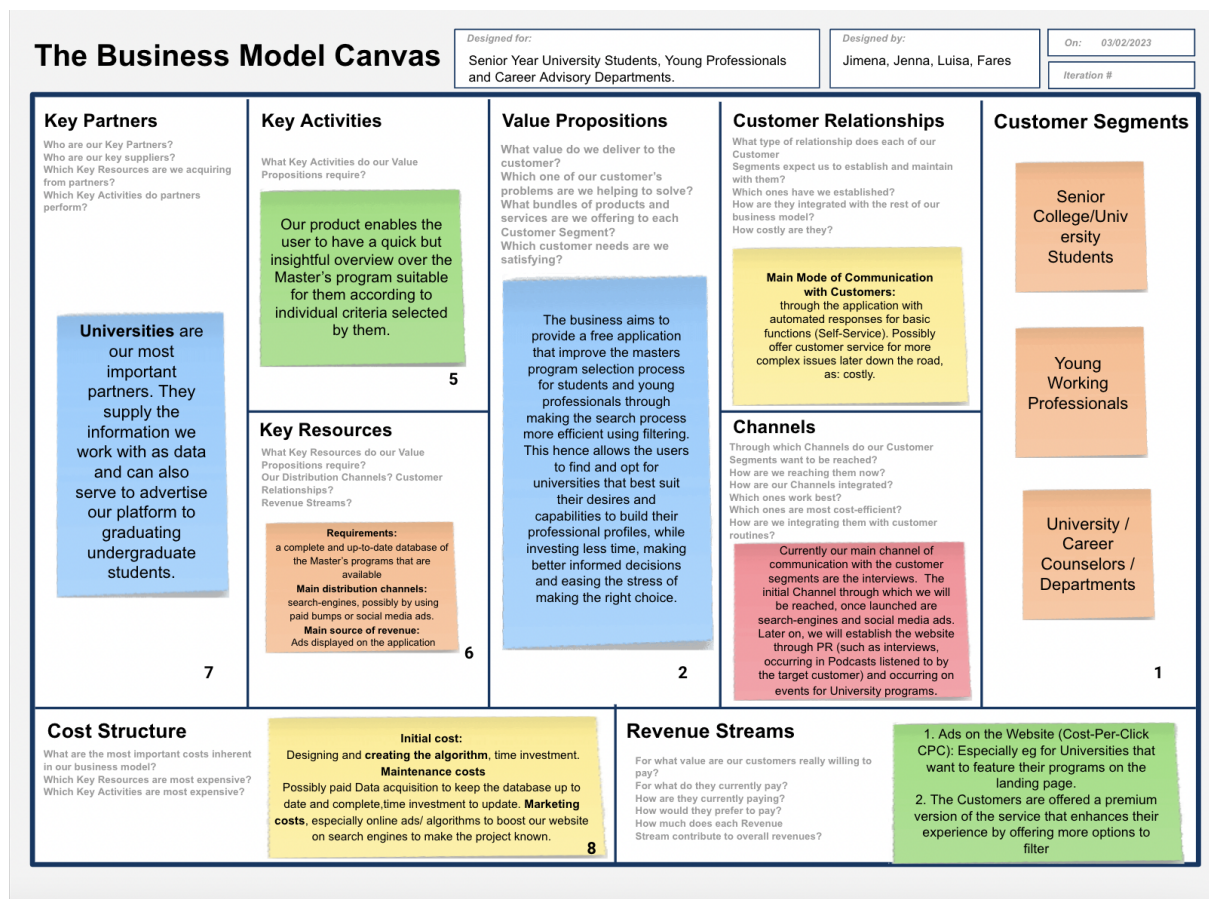 The Business Model Canvas
Designed for:
Senior Year University Students, Young Professionals
and Career Advisory Departments.
Designed by:
Jimena, Jenna, Luisa, Fares
On: 03/02/2023
Iteration #
Key Partners
Who are our Key Partners?
Who are our key suppliers?
Which Key Resources are we acquiring
from partners?
Which Key Activities do partners
perform?
Universities are
our most
important
partners. They
supply the
information we
work with as data
and can also
serve to advertise
our platform to
graduating
undergraduate
students.
7
Key Activities
What Key Activities do our Value
Propositions require?
Our product enables the
user to have a quick but
insightful overview over the
Master's program suitable
for them according to
individual criteria selected
by them.
5
Key Resources
What Key Resources do our Value
Propositions require?
Our Distribution Channels? Customer
Relationships?
Revenue Streams?
Requirements:
a complete and up-to-date database of
the Master's programs that are
available
Main distribution channels:
search-engines, possibly by using
paid bumps or social media ads.
Main source of revenue:
Ads displayed on the application
6
Value Propositions
What value do we deliver to the
customer?
Which one of our customer's
problems are we helping to solve?
What bundles of products and
services are we offering to each
Customer Segment?
Which customer needs are we
satisfying?
The business aims to
provide a free application
that improve the masters
program selection process
for students and young
professionals through
making the search process
more efficient using filtering.
This hence allows the users
to find and opt for
universities that best suit
their desires and
capabilities to build their
professional profiles, while
investing less time, making
better informed decisions
and easing the stress of
making the right choice.
2
Customer Relationships
What type of relationship does each of our
Customer
Segments expect us to establish and maintain
with them?
Which ones have we established?
How are they integrated with the rest of our
business model?
How costly are they?
Main Mode of Communication
with Customers:
through the application with
automated responses for basic
functions (Self-Service). Possibly
offer customer service for more
complex issues later down the road,
as: costly.
Channels
Through which Channels do our Customer
Segments want to be reached?
How are we reaching them now?
How are our Channels integrated?
Which ones work best?
Which ones are most cost-efficient?
How are we integrating them with customer
routines?
Currently our main channel of
communication with the customer
segments are the interviews. The
initial Channel through which we will
be reached, once launched are
search-engines and social media ads.
Later on, we will establish the website
through PR (such as interviews,
occurring in Podcasts listened to by
the target customer) and occurring on
events for University programs.
Customer Segments
Senior
College/Univ
ersity
Students
Young
Working
Professionals
University /
Career
Counselors /
Departments
1
Cost Structure
What are the most important costs inherent
in our business model?
Which Key Resources are most expensive?
Which Key Activities are most expensive?
Initial cost:
Designing and creating the algorithm, time investment.
Maintenance costs
Possibly paid Data acquisition to keep the database up to
date and complete,time investment to update. Marketing
costs, especially online ads/ algorithms to boost our website
on search engines to make the project known.
8
Revenue Streams
For what value are our customers really willing to
pay?
For what do they currently pay?
How are they currently paying?
How would they prefer to pay?
How much does each Revenue
Stream contribute to overall revenues?
1. Ads on the Website (Cost-Per-Click
CPC): Especially eg for Universities that
want to feature their programs on the
landing page.
2. The Customers are offered a premium
version of the service that enhances their
experience by offering more options to
filter